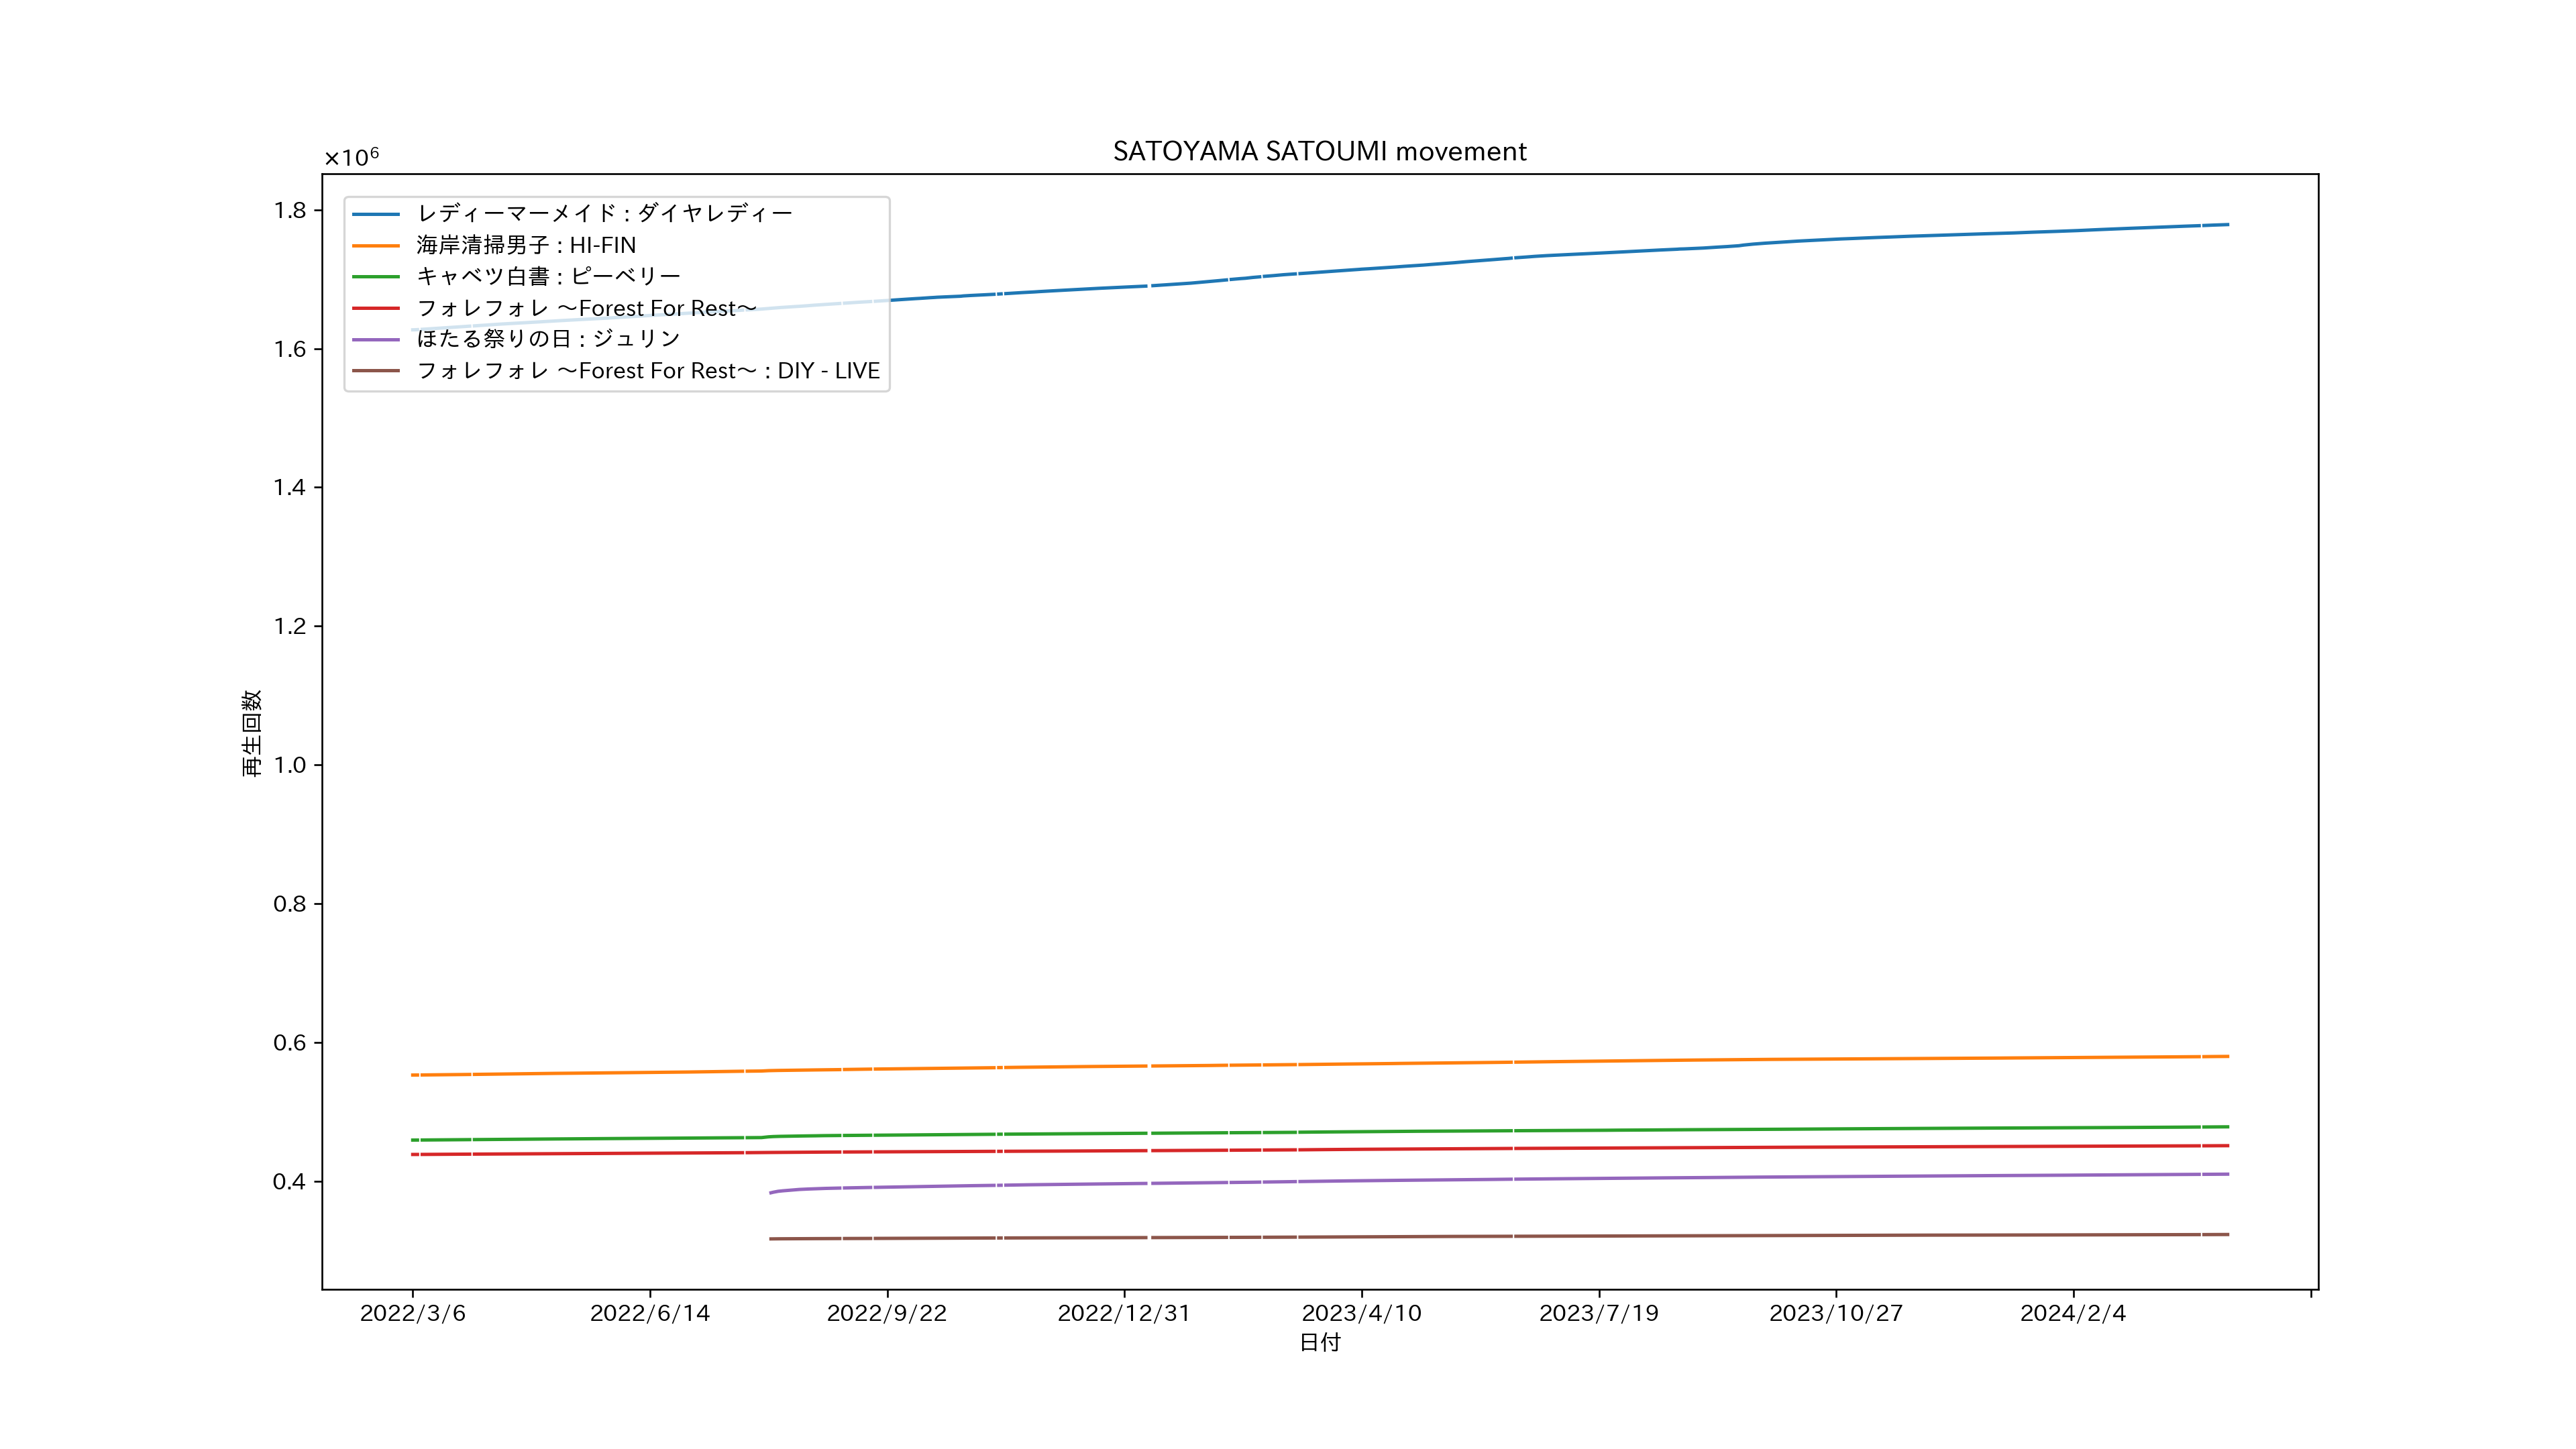 SATOYAMA SATOUMI movement
×10⁶
1.8
1.6
1.4
1.2
1.0
0.8
0.6
0.4
再生回数
レディーマーメイド : ダイヤレディー
海岸清掃男子 : HI-FIN
キャベツ白書 : ピーベリー
フォレフォレ 〜Forest For Rest〜
ほたる祭りの日 : ジュリン
フォレフォレ 〜Forest For Rest〜 : DIY - LIVE
2022/3/6 2022/6/14 2022/9/22 2022/12/31 2023/4/10 2023/7/19 2023/10/27 2024/2/4
日付